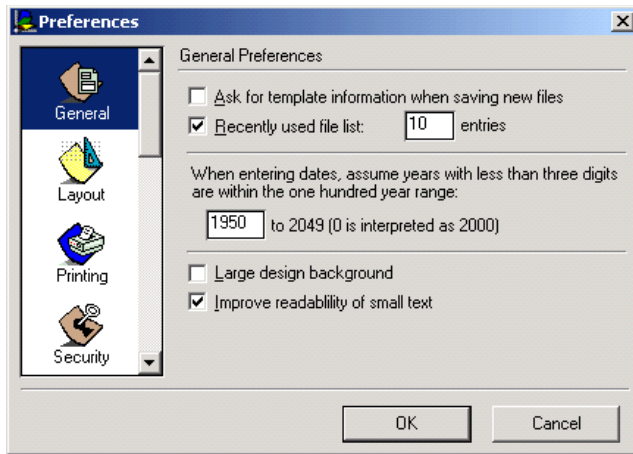 Preferences
General Preferences
General
Ask for template information when saving new files
Recently used file list: 10 entries
Layout
When entering dates, assume years with less than three digits
are within the one hundred year range:
1950 to 2049 (0 is interpreted as 2000)
Printing
Large design background
Improve readablility of small text
Security
OK Cancel